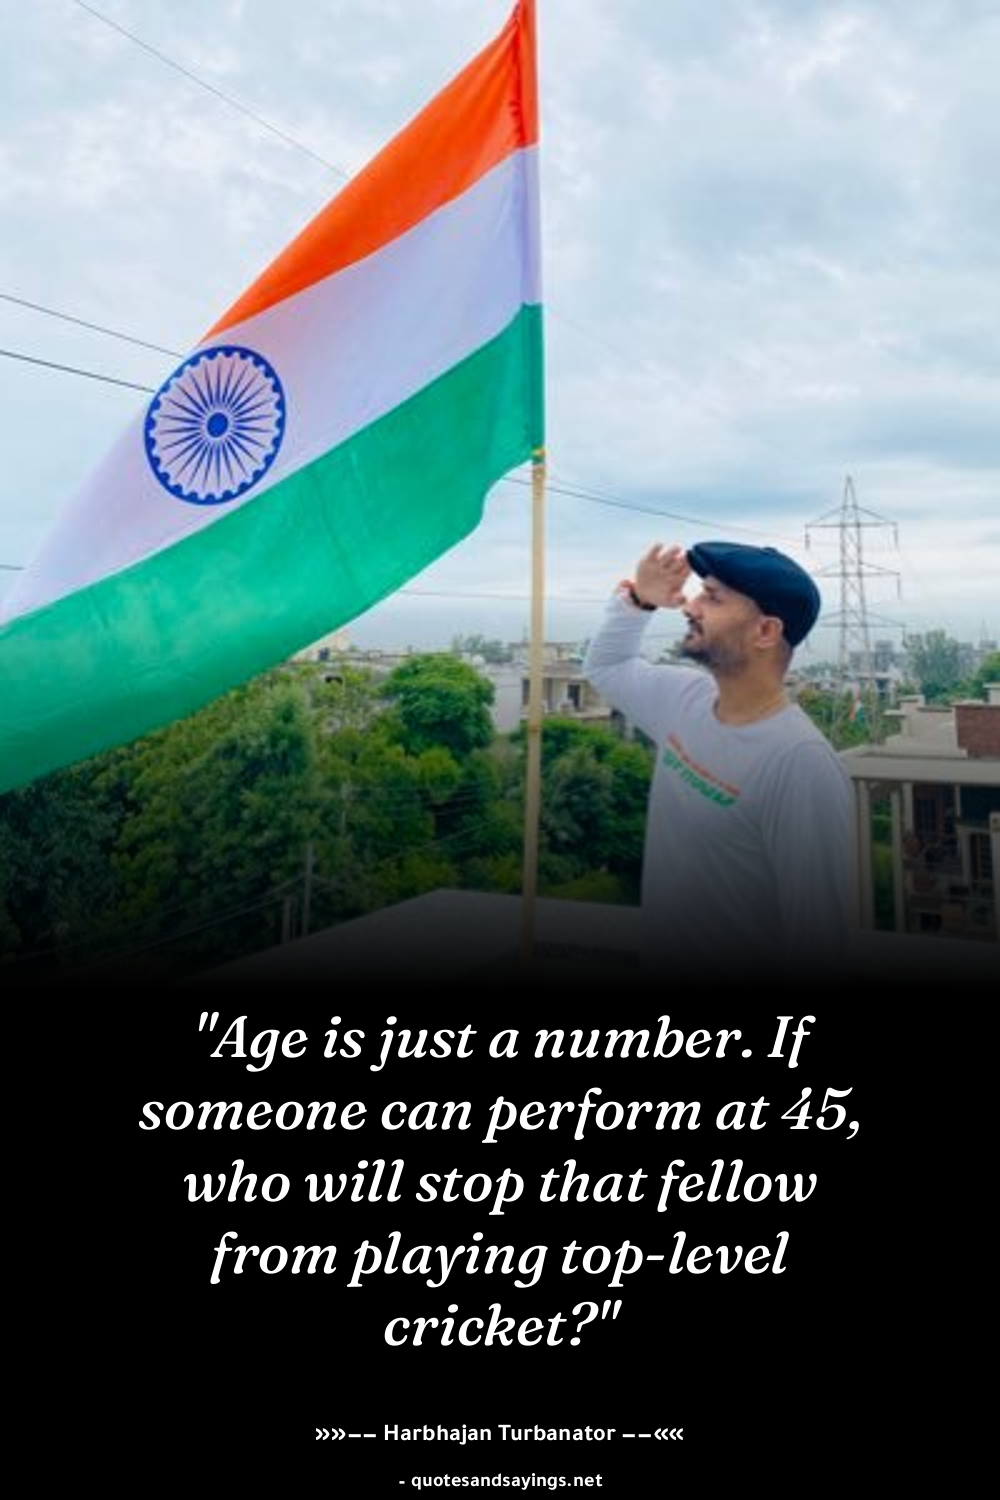 "Age is just a number. If
someone can perform at 45,
who will stop that fellow
from playing top-level
cricket?"
»»–– Harbhajan Turbanator ––««
- quotesandsayings.net